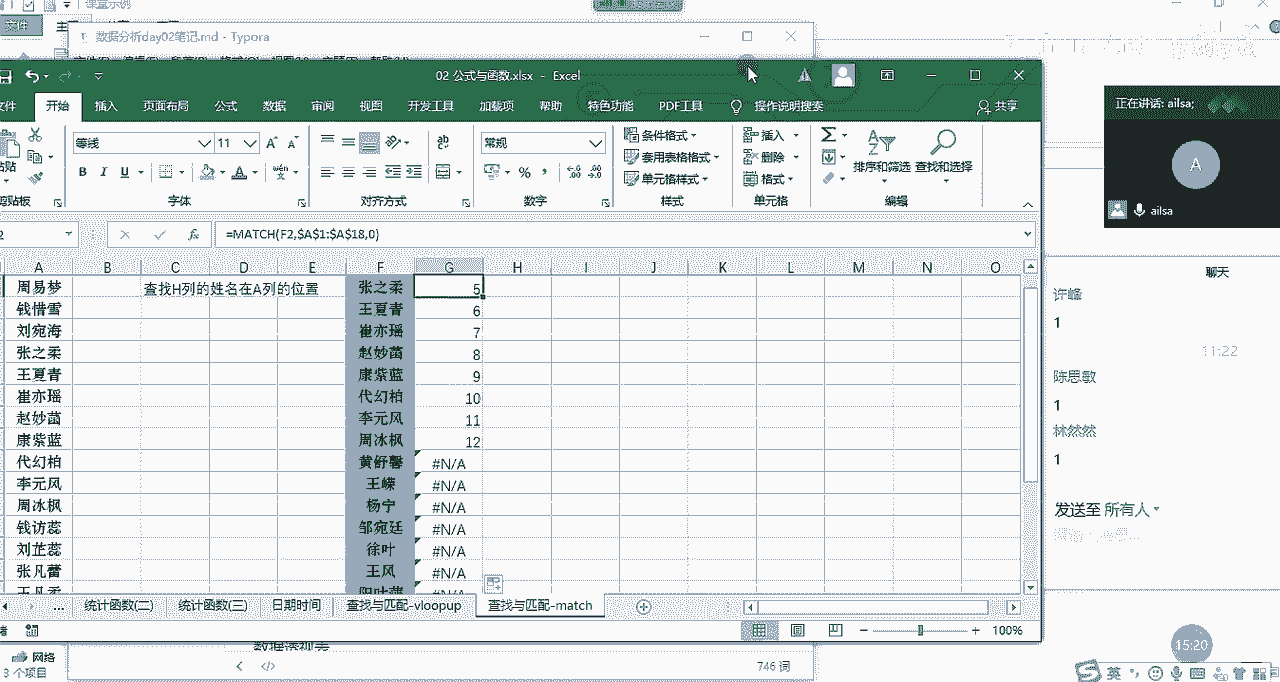 课堂示例
文件
数据分析day02笔记.md - Typora
02 公式与函数.xlsx - Excel
文件 开始 插入 页面布局 公式 数据 审阅 视图 开发工具 加载项 帮助 特色功能 PDF工具 操作说明搜索 共享
等线 11 常规
条件格式 套用表格格式 单元格样式
插入 删除 格式
排序和筛选 查找和选择
剪贴板 字体 对齐方式 数字 样式 单元格 编辑
=MATCH(F2,$A$1:$A$18,0)
A B C D E F G H I J K L M N O
周易梦 查找H列的姓名在A列的位置 张之柔 5
钱惜雪 王夏青 6
刘宛海 崔亦瑶 7
张之柔 赵妙菡 8
王夏青 康紫蓝 9
崔亦瑶 代幻柏 10
赵妙菡 李元风 11
康紫蓝 周冰枫 12
代幻柏 黄舒馨 #N/A
李元风 王嵘 #N/A
周冰枫 杨宁 #N/A
钱访蕊 邹宛廷 #N/A
刘芷蕊 徐叶 #N/A
张凡蕾 王风 #N/A
... 统计函数(二) 统计函数(三) 日期时间 查找与匹配-vloopup 查找与匹配-match
100%
网络
3 个项目
数据透视表
746 词
正在讲话: ailsa;
A
ailsa
聊天
许峰
1
11:22
陈思敏
1
林然然
1
发送至 所有人
15:20
英